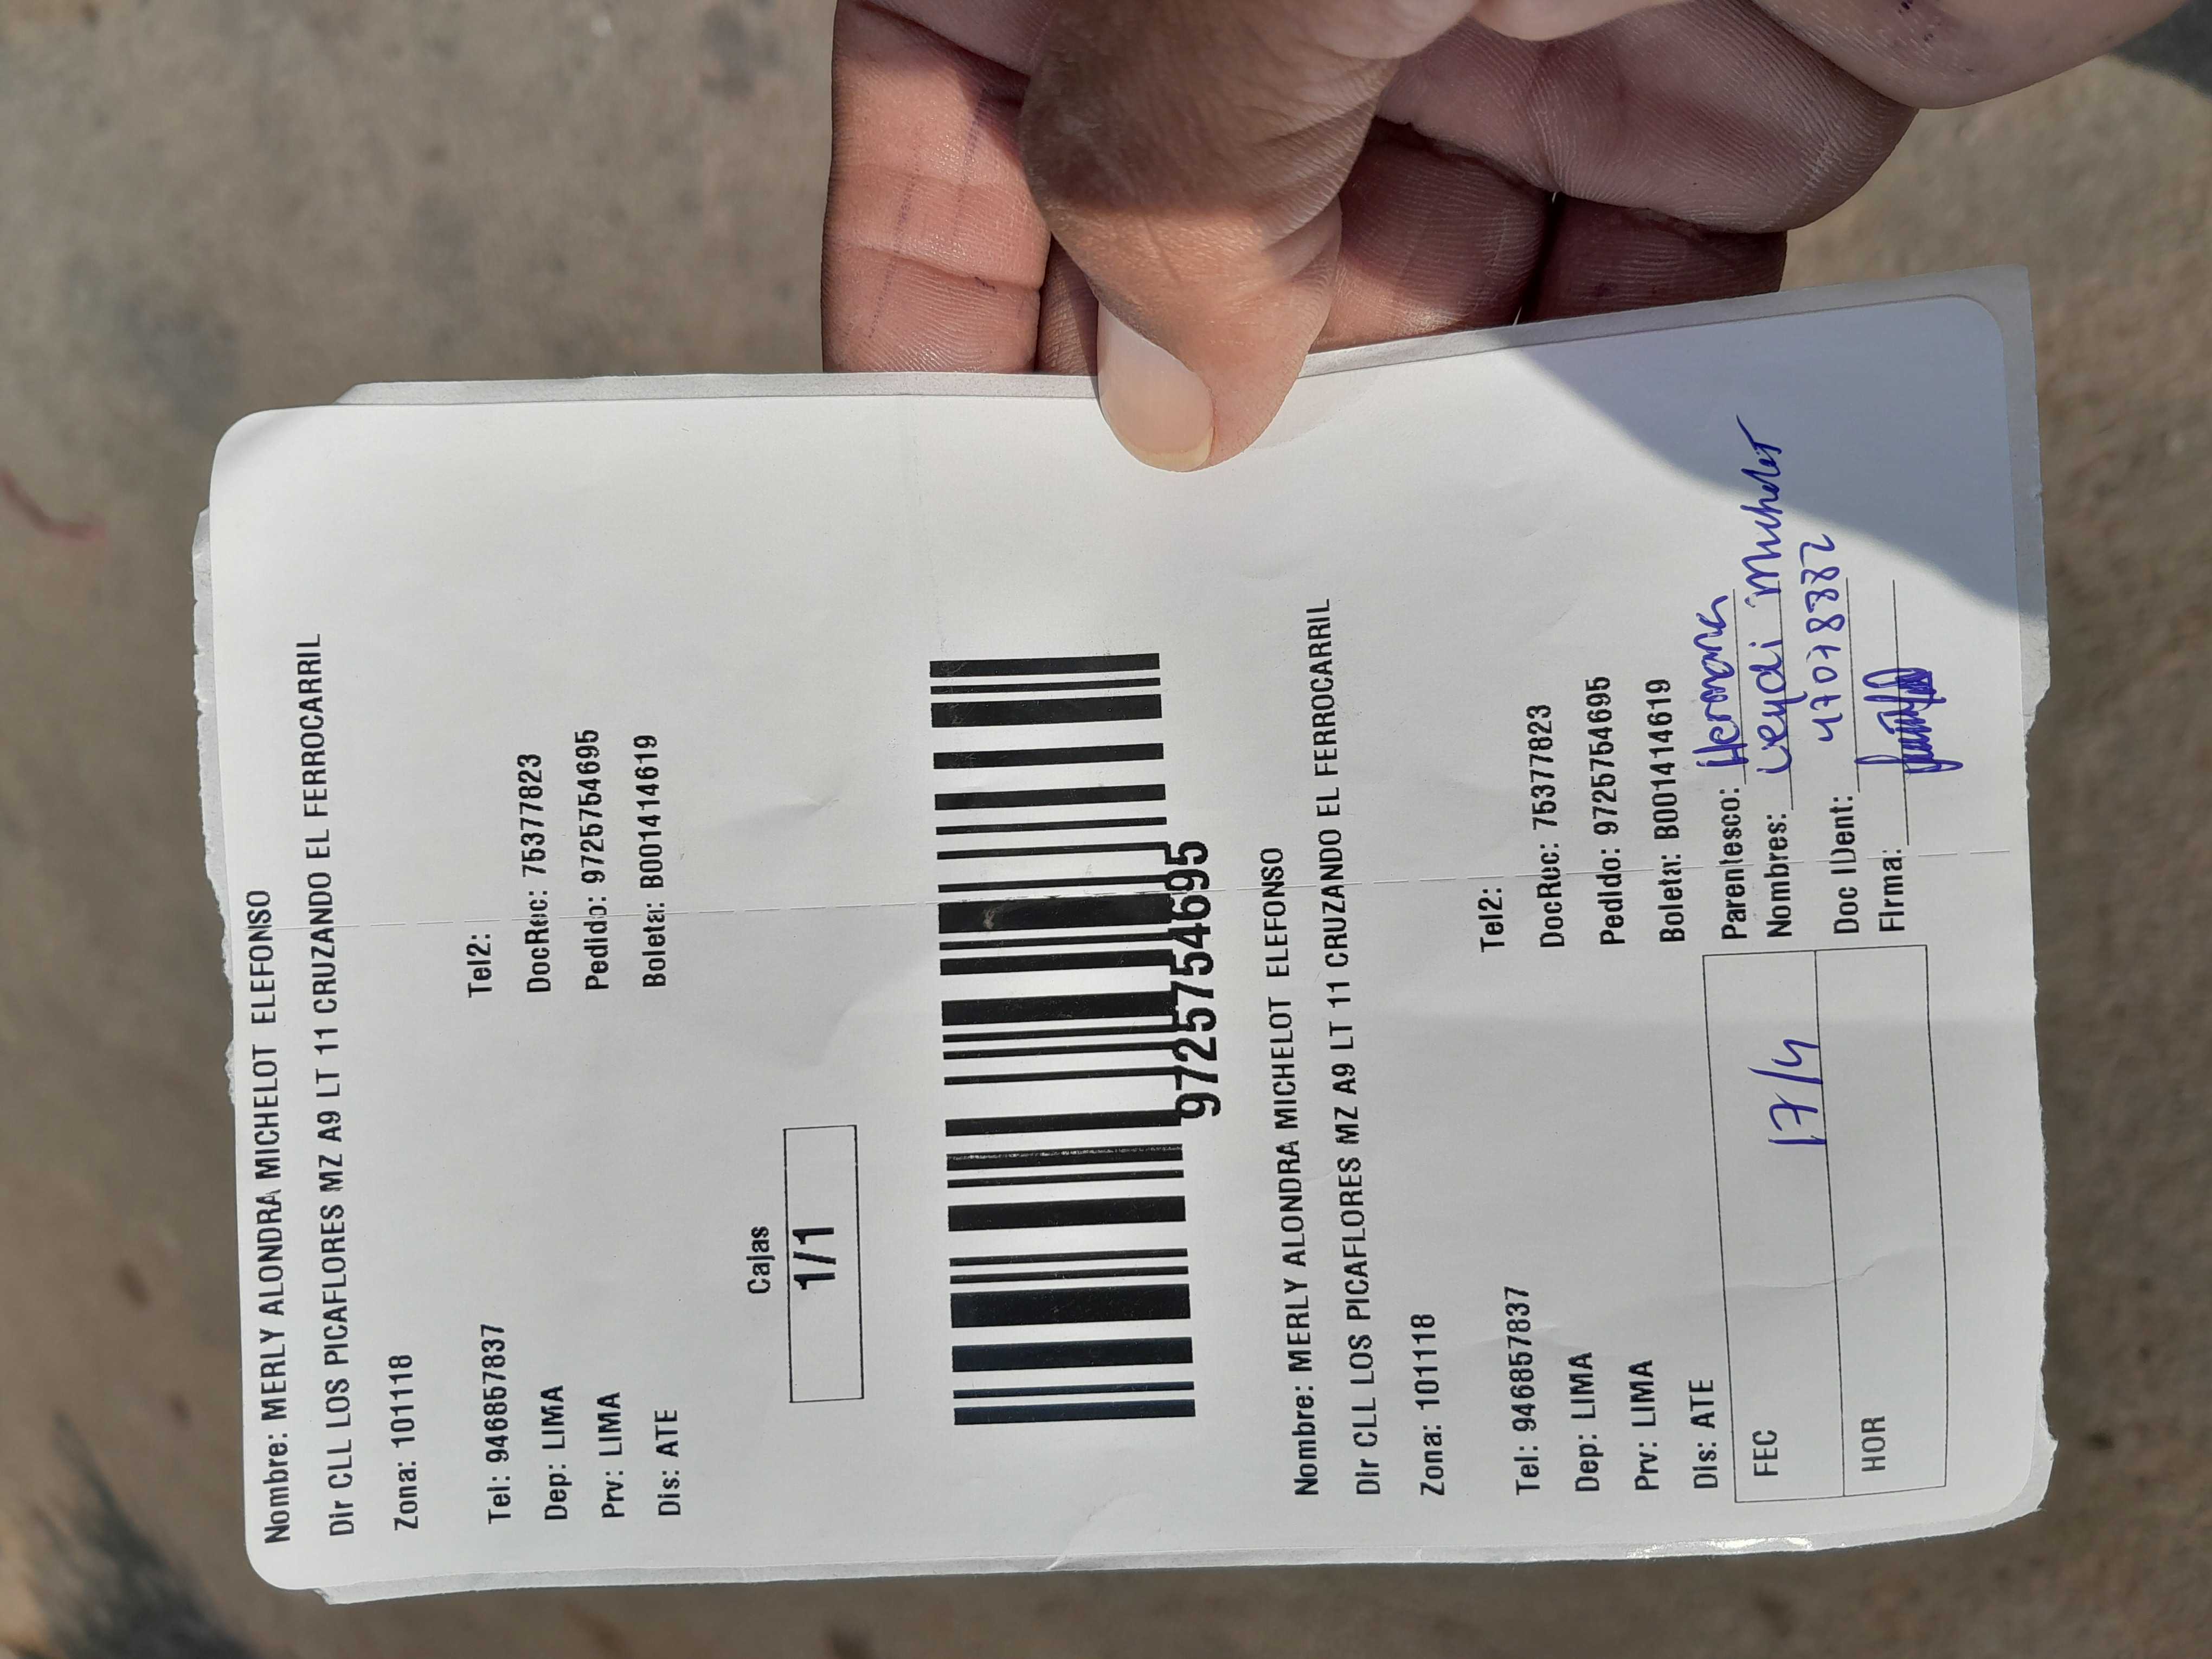 Nombre: MERLY ALONDRA MICHELOT ELEFONSO
Dir CLL LOS PICAFLORES MZ A9 LT 11 CRUZANDO EL FERROCARRIL
Zona: 101118
Tel: 946857837 Tel2:
Dep: LIMA DocRec: 75377823
Prv: LIMA Pedido: 9725754695
Dis: ATE Boleta: B001414619
Cajas
1/1
9725754695
Nombre: MERLY ALONDRA MICHELOT ELEFONSO
Dir CLL LOS PICAFLORES MZ A9 LT 11 CRUZANDO EL FERROCARRIL
Zona: 101118
Tel: 946857837 Tel2:
Dep: LIMA DocRec: 75377823
Prv: LIMA Pedido: 9725754695
Dis: ATE Boleta: B001414619
FEC 17/4 Parentesco: Hermana
Nombres: Leydi Michelot
HOR Doc IDent: 47078882
Firma: